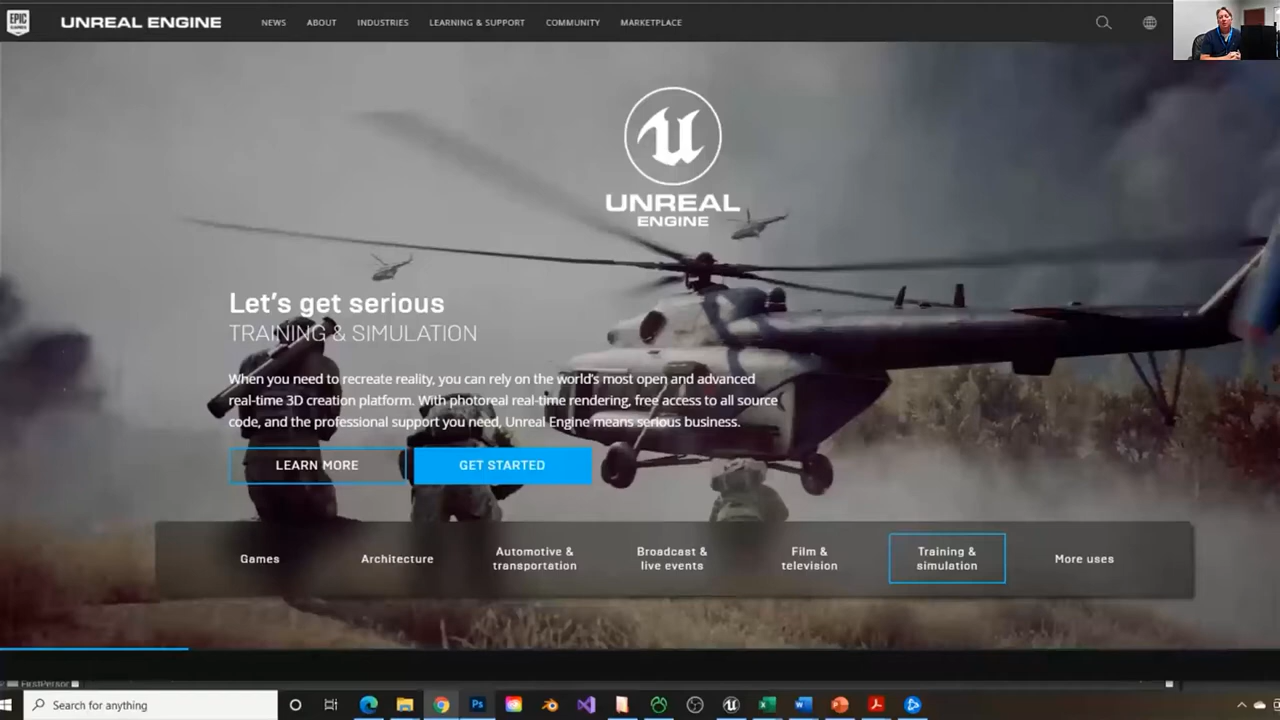 EPIC
GAMES
UNREAL ENGINE
NEWS
ABOUT
INDUSTRIES
LEARNING & SUPPORT
COMMUNITY
MARKETPLACE
UNREAL
ENGINE
Let's get serious
TRAINING & SIMULATION
When you need to recreate reality, you can rely on the world's most open and advanced
real-time 3D creation platform. With photoreal real-time rendering, free access to all source
code, and the professional support you need, Unreal Engine means serious business.
LEARN MORE
GET STARTED
Games
Architecture
Automotive &
transportation
Broadcast &
live events
Film &
television
Training &
simulation
More uses
FirstPerson
Search for anything
Ps